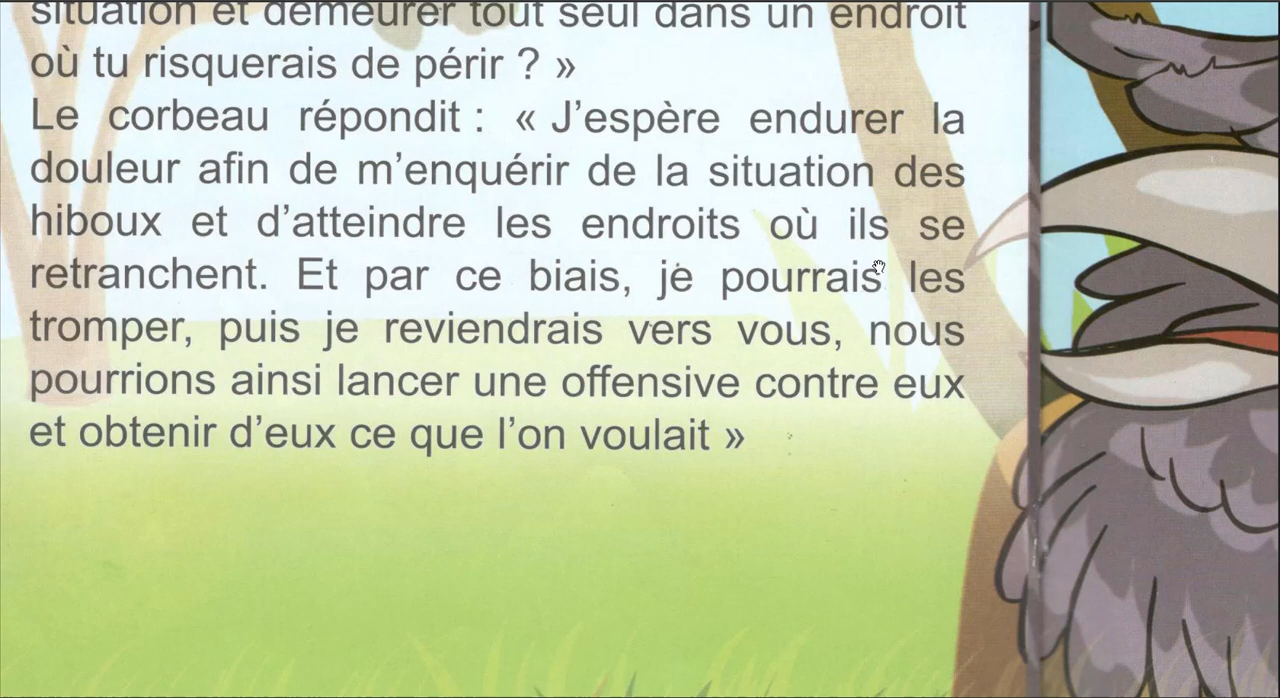 situation et demeurer tout seul dans un endroit
où tu risquerais de périr ? »
Le corbeau répondit : « J’espère endurer la
douleur afin de m’enquérir de la situation des
hiboux et d’atteindre les endroits où ils se
retranchent. Et par ce biais, je pourrais les
tromper, puis je reviendrais vers vous, nous
pourrions ainsi lancer une offensive contre eux
et obtenir d’eux ce que l’on voulait »